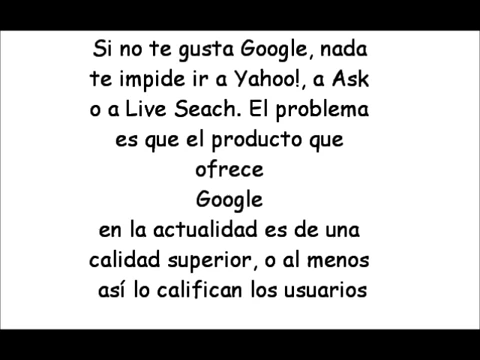 Si no te gusta Google, nada
te impide ir a Yahoo!, a Ask
o a Live Seach. El problema
es que el producto que
ofrece
Google
en la actualidad es de una
calidad superior, o al menos
así lo califican los usuarios